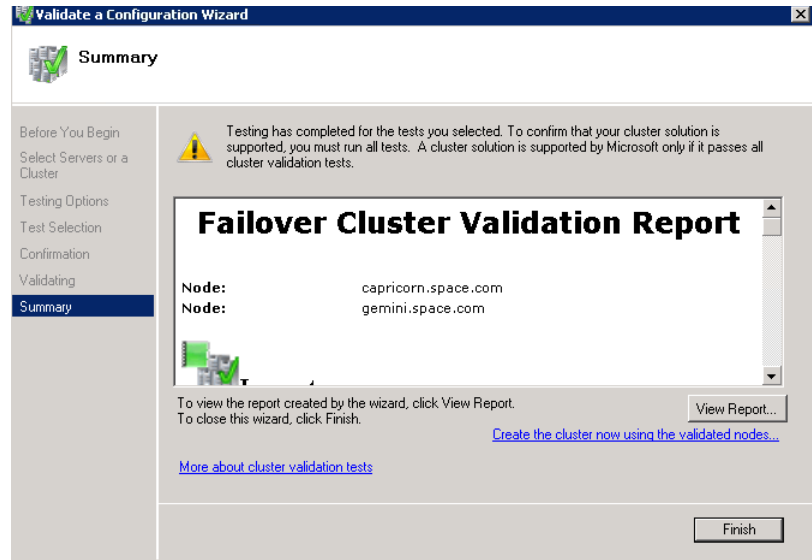 Validate a Configuration Wizard
Summary
Before You Begin
Select Servers or a
Cluster
Testing Options
Test Selection
Confirmation
Validating
Summary
Testing has completed for the tests you selected. To confirm that your cluster solution is
supported, you must run all tests. A cluster solution is supported by Microsoft only if it passes all
cluster validation tests.
Failover Cluster Validation Report
Node: capricorn.space.com
Node: gemini.space.com
To view the report created by the wizard, click View Report.
To close this wizard, click Finish.
View Report...
Create the cluster now using the validated nodes...
More about cluster validation tests
Finish